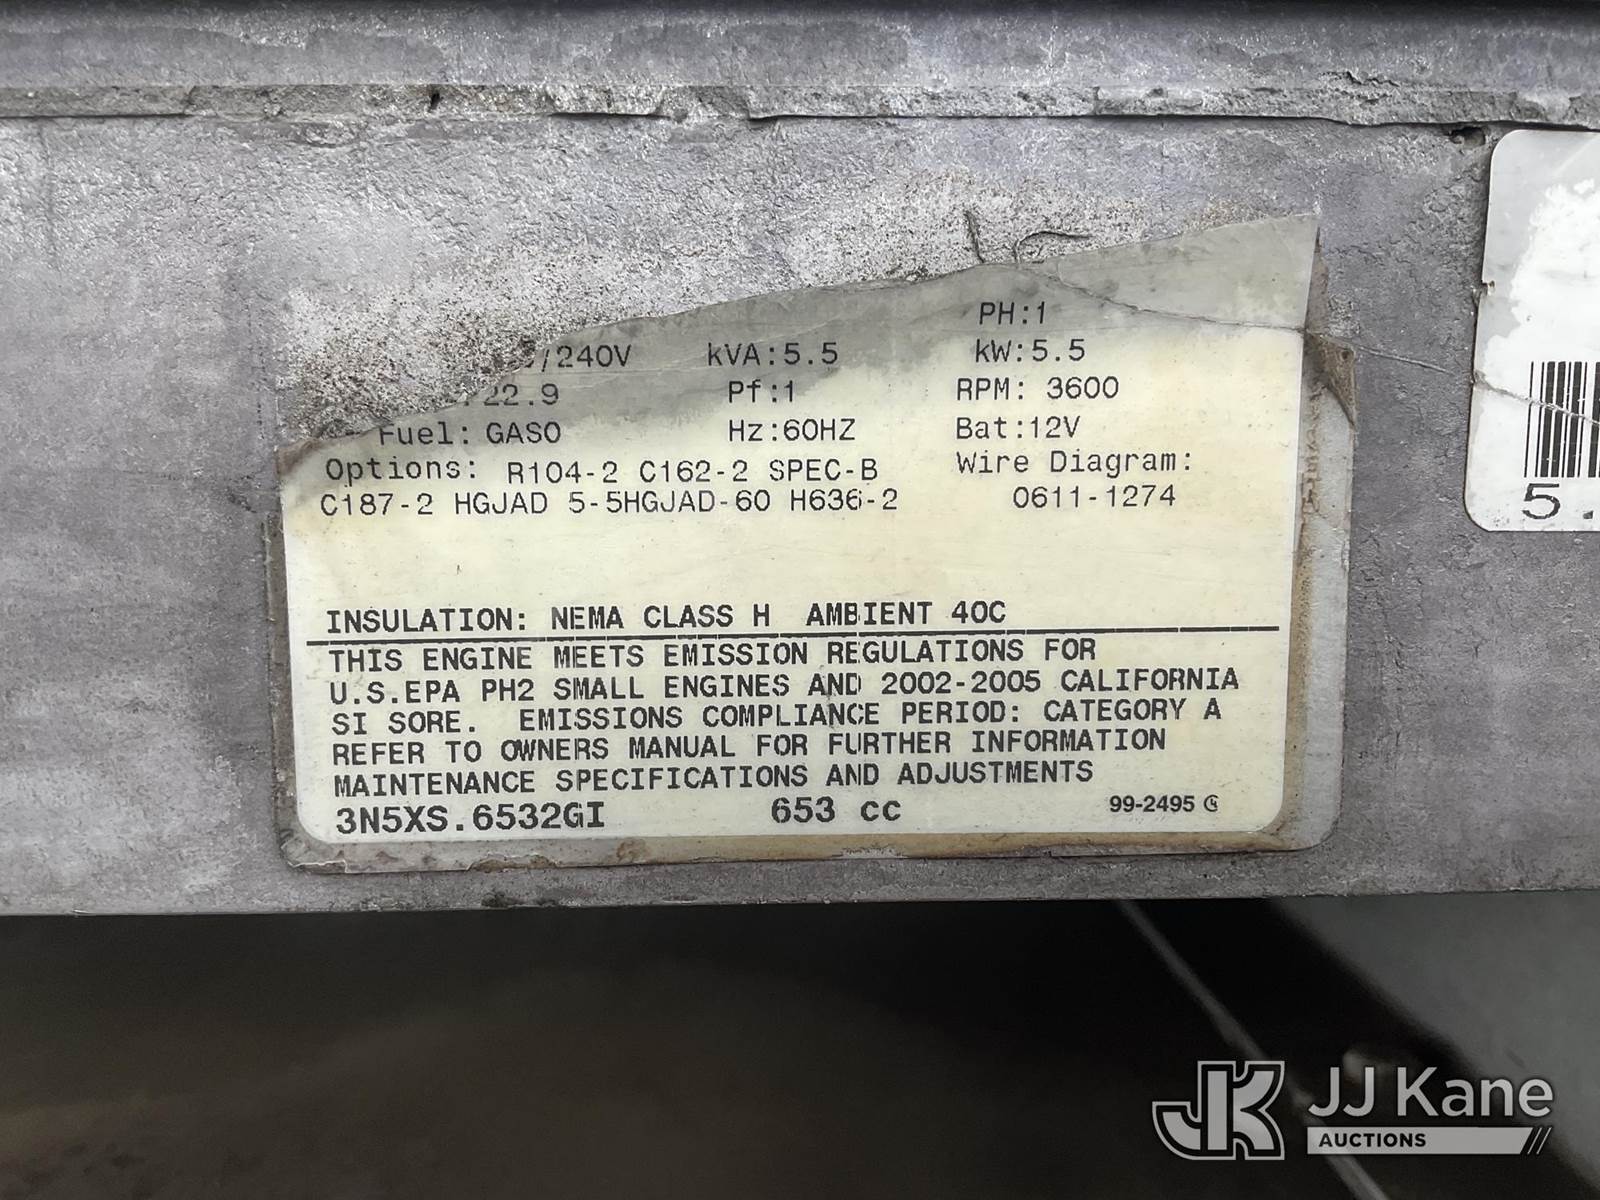 PH:1
/240V kVA:5.5 kW:5.5
22.9 Pf:1 RPM: 3600
Fuel: GASO Hz:60HZ Bat:12V
Options: R104-2 C162-2 SPEC-B Wire Diagram:
C187-2 HGJAD 5-5HGJAD-60 H636-2 0611-1274
INSULATION: NEMA CLASS H AMBIENT 40C
THIS ENGINE MEETS EMISSION REGULATIONS FOR
U.S.EPA PH2 SMALL ENGINES AND 2002-2005 CALIFORNIA
SI SORE. EMISSIONS COMPLIANCE PERIOD: CATEGORY A
REFER TO OWNERS MANUAL FOR FURTHER INFORMATION
MAINTENANCE SPECIFICATIONS AND ADJUSTMENTS
3N5XS.6532GI 653 cc 99-2495
5.
JK JJ Kane
AUCTIONS